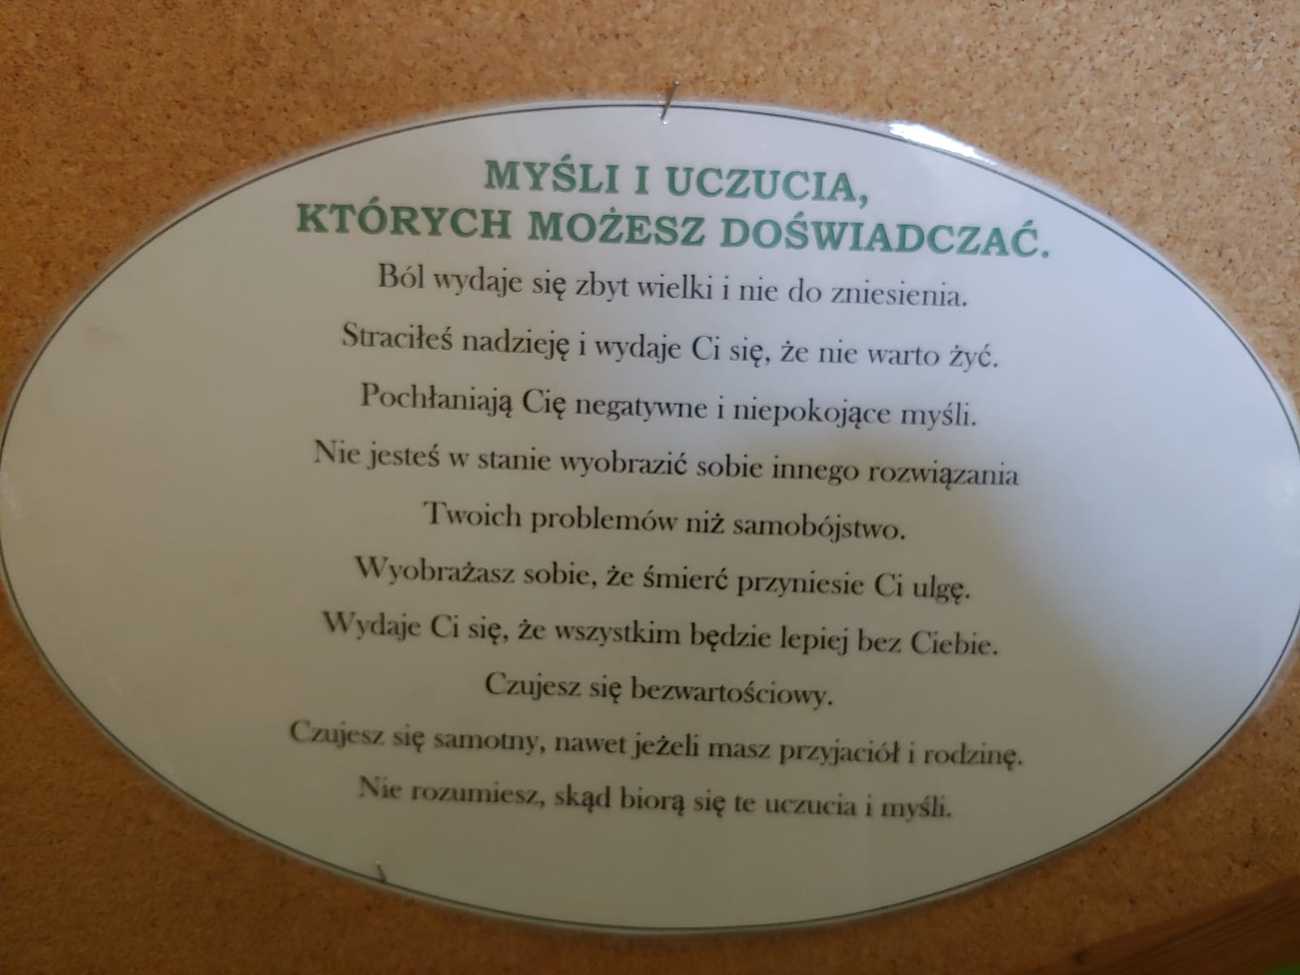 MYŚLI I UCZUCIA,
KTÓRYCH MOŻESZ DOŚWIADCZAĆ.
Ból wydaje się zbyt wielki i nie do zniesienia.
Straciłeś nadzieję i wydaje Ci się, że nie warto żyć.
Pochłaniają Cię negatywne i niepokojące myśli.
Nie jesteś w stanie wyobrazić sobie innego rozwiązania
Twoich problemów niż samobójstwo.
Wyobrażasz sobie, że śmierć przyniesie Ci ulgę.
Wydaje Ci się, że wszystkim będzie lepiej bez Ciebie.
Czujesz się bezwartościowy.
Czujesz się samotny, nawet jeżeli masz przyjaciół i rodzinę.
Nie rozumiesz, skąd biorą się te uczucia i myśli.